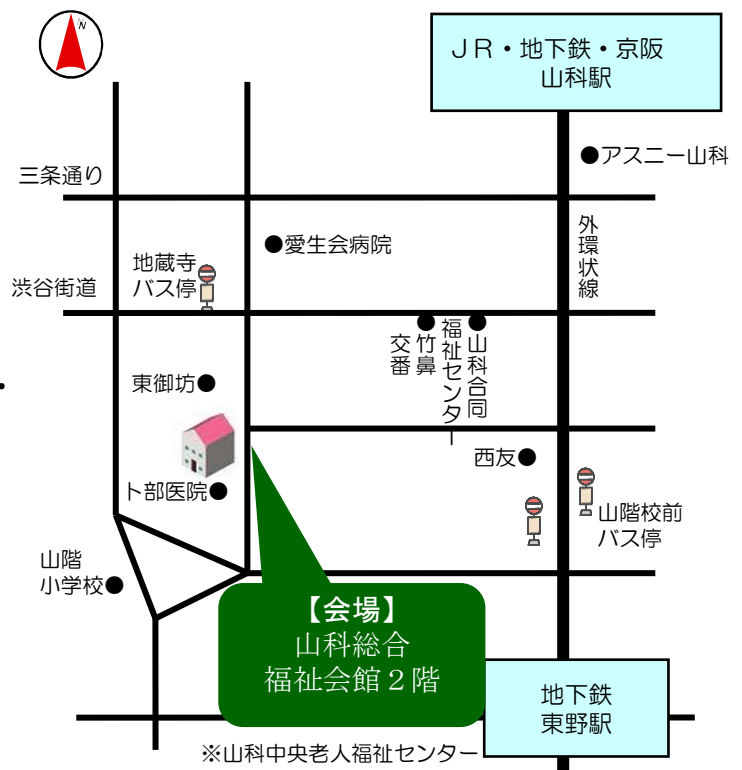 N
ＪＲ・地下鉄・京阪
山科駅
●アスニー山科
三条通り
外環状線
●愛生会病院
地蔵寺
バス停
渋谷街道
山科合同
福祉センター
竹鼻
交番
東御坊●
西友●
卜部医院●
山階校前
バス停
山階
小学校●
【会場】
山科総合
福祉会館２階
地下鉄
東野駅
※山科中央老人福祉センター